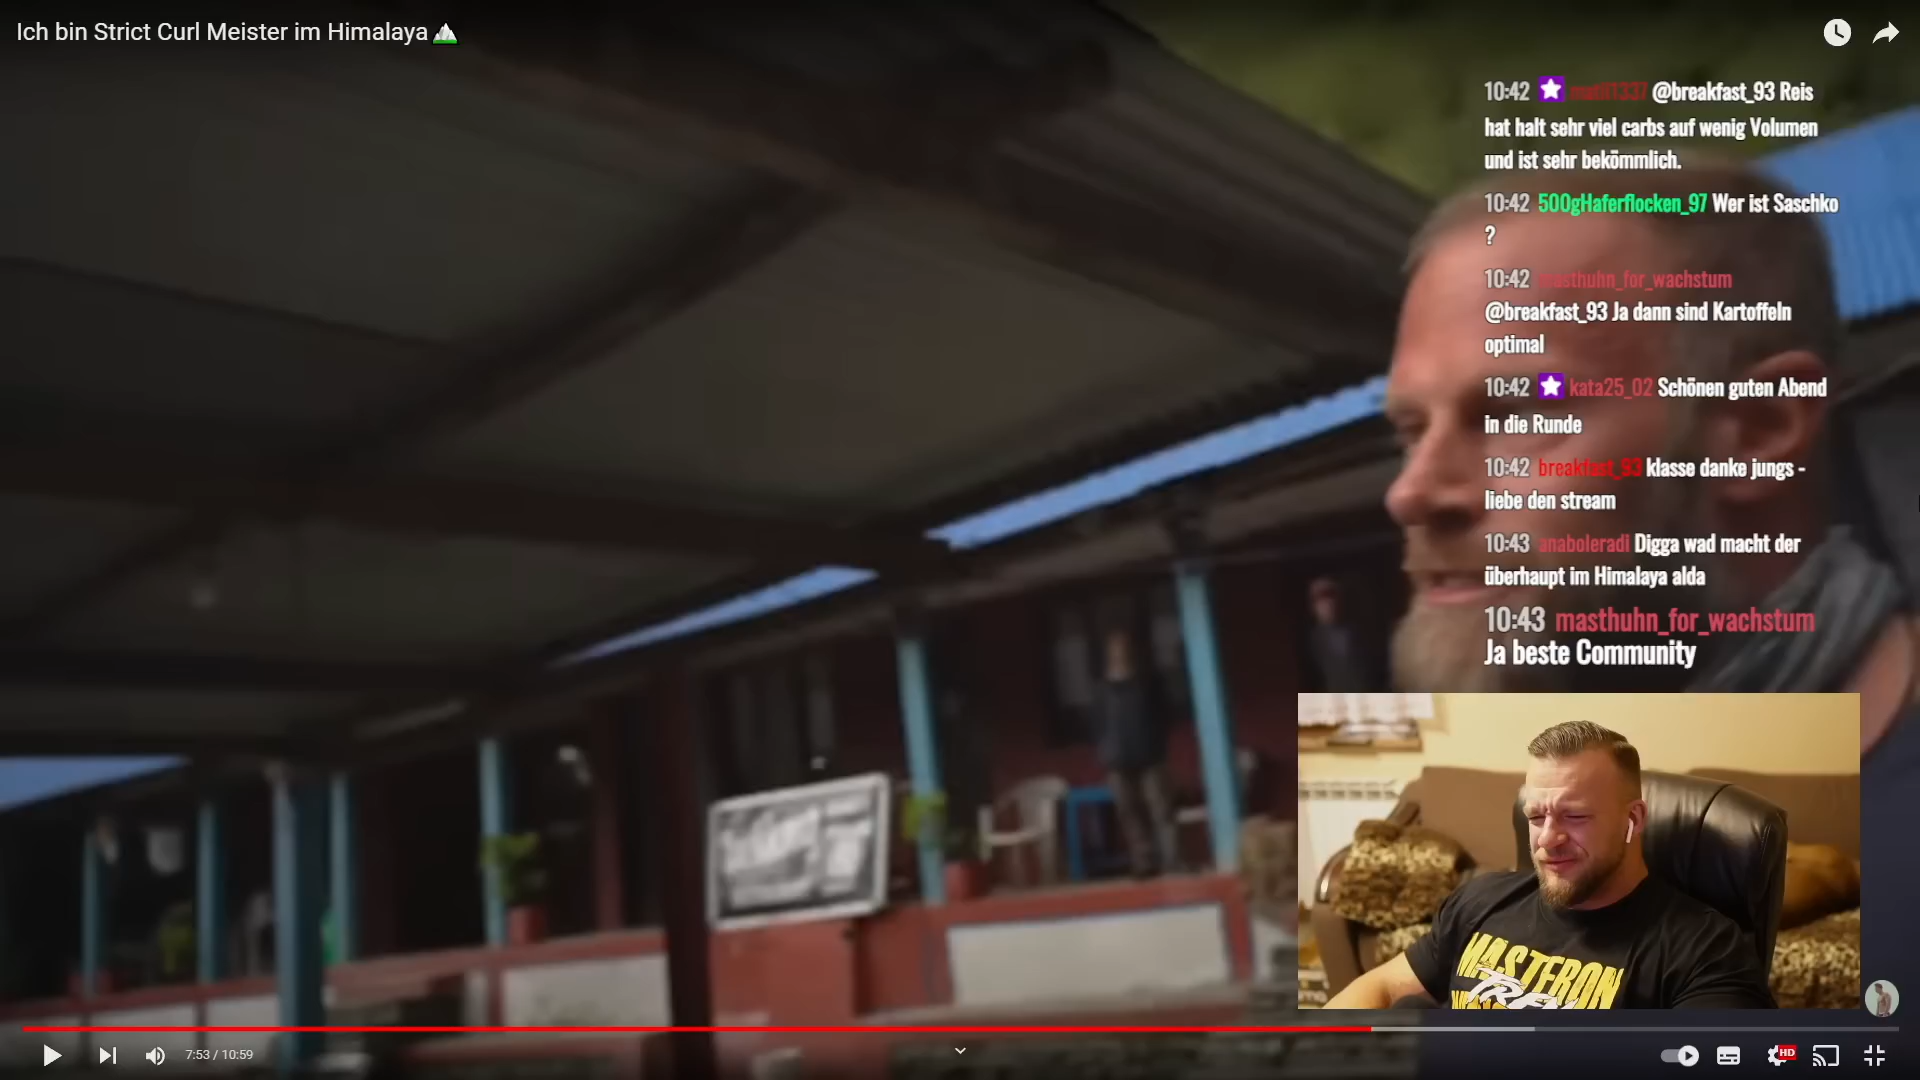 Ich bin Strict Curl Meister im Himalaya
10:42 matti1337 @breakfast_93 Reis
hat halt sehr viel carbs auf wenig Volumen
und ist sehr bekömmlich.
10:42 500gHaferflocken_97 Wer ist Saschko
?
10:42 masthuhn_for_wachstum
@breakfast_93 Ja dann sind Kartoffeln
optimal
10:42 kata25_02 Schönen guten Abend
in die Runde
10:42 breakfast_93 klasse danke jungs -
liebe den stream
10:43 anaboleradi Digga wad macht der
überhaupt im Himalaya alda
10:43 masthuhn_for_wachstum
Ja beste Community
MASTERON
TREN
7:53 / 10:59
HD